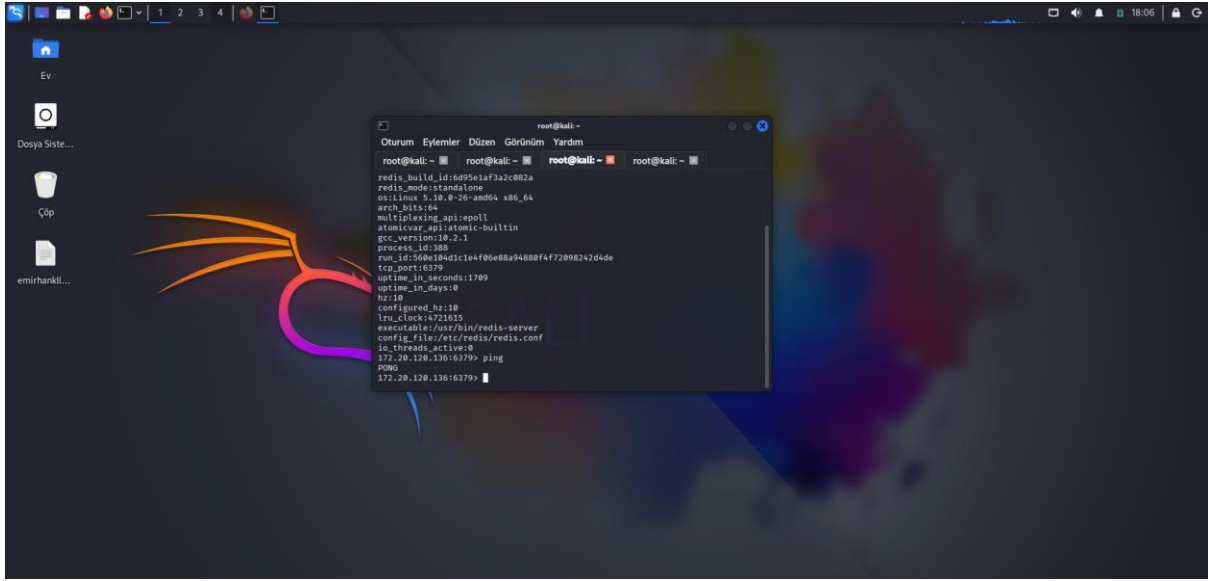 1 2 3 4
18:06
Ev
Dosya Siste...
Çöp
emirhankll...
root@kali: ~
Oturum Eylemler Düzen Görünüm Yardım
root@kali: ~ root@kali: ~ root@kali: ~ root@kali: ~
redis_build_id:6d95e1af3a2c082a
redis_mode:standalone
os:Linux 5.10.0-26-amd64 x86_64
arch_bits:64
multiplexing_api:epoll
atomicvar_api:atomic-builtin
gcc_version:10.2.1
process_id:388
run_id:560e104d1c1e4f06e88a94880f4f72098242d4de
tcp_port:6379
uptime_in_seconds:1709
uptime_in_days:0
hz:10
configured_hz:10
lru_clock:4721615
executable:/usr/bin/redis-server
config_file:/etc/redis/redis.conf
io_threads_active:0
172.20.120.136:6379> ping
PONG
172.20.120.136:6379>